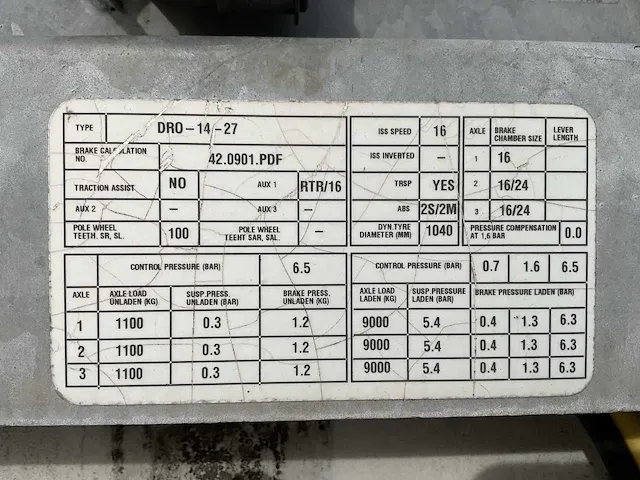 TYPE DRO-14-27
BRAKE CALCULATION NO. 42.0901.PDF
TRACTION ASSIST NO AUX 1 RTR/16
AUX 2 – AUX 3 –
POLE WHEEL TEETH. SR, SL. 100 POLE WHEEL TEEHT SAR, SAL. –
ISS SPEED 16
ISS INVERTED –
TRSP YES
ABS 2S/2M
DYN.TYRE DIAMETER (MM) 1040
AXLE BRAKE CHAMBER SIZE LEVER LENGTH
1 16
2 16/24
3 16/24
PRESSURE COMPENSATION AT 1,6 BAR 0.0
CONTROL PRESSURE (BAR) 6.5
AXLE AXLE LOAD UNLADEN (KG) SUSP.PRESS. UNLADEN (BAR) BRAKE PRESS. UNLADEN (KG)
1 1100 0.3 1.2
2 1100 0.3 1.2
3 1100 0.3 1.2
CONTROL PRESSURE (BAR) 0.7 1.6 6.5
AXLE LOAD LADEN (KG) SUSP.PRESSURE LADEN (BAR) BRAKE PRESSURE LADEN (BAR)
9000 5.4 0.4 1.3 6.3
9000 5.4 0.4 1.3 6.3
9000 5.4 0.4 1.3 6.3